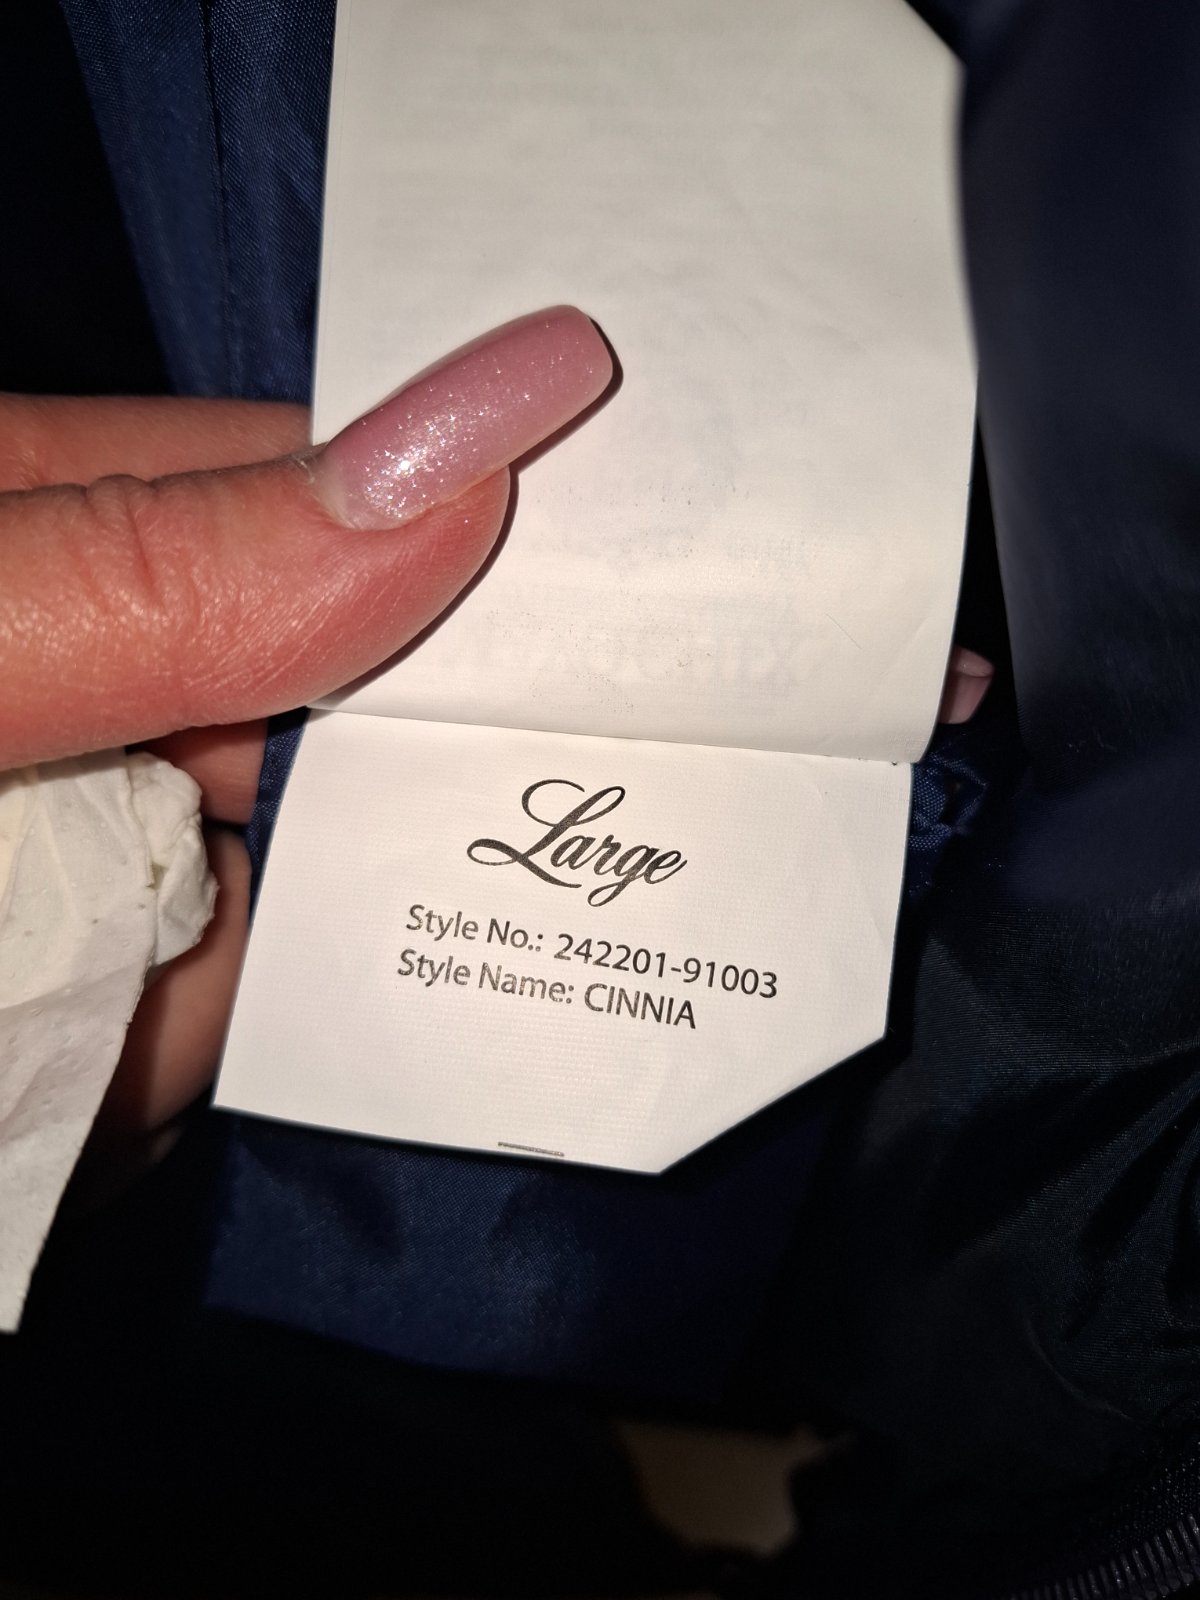 Large
Style No.: 242201-91003
Style Name: CINNIA